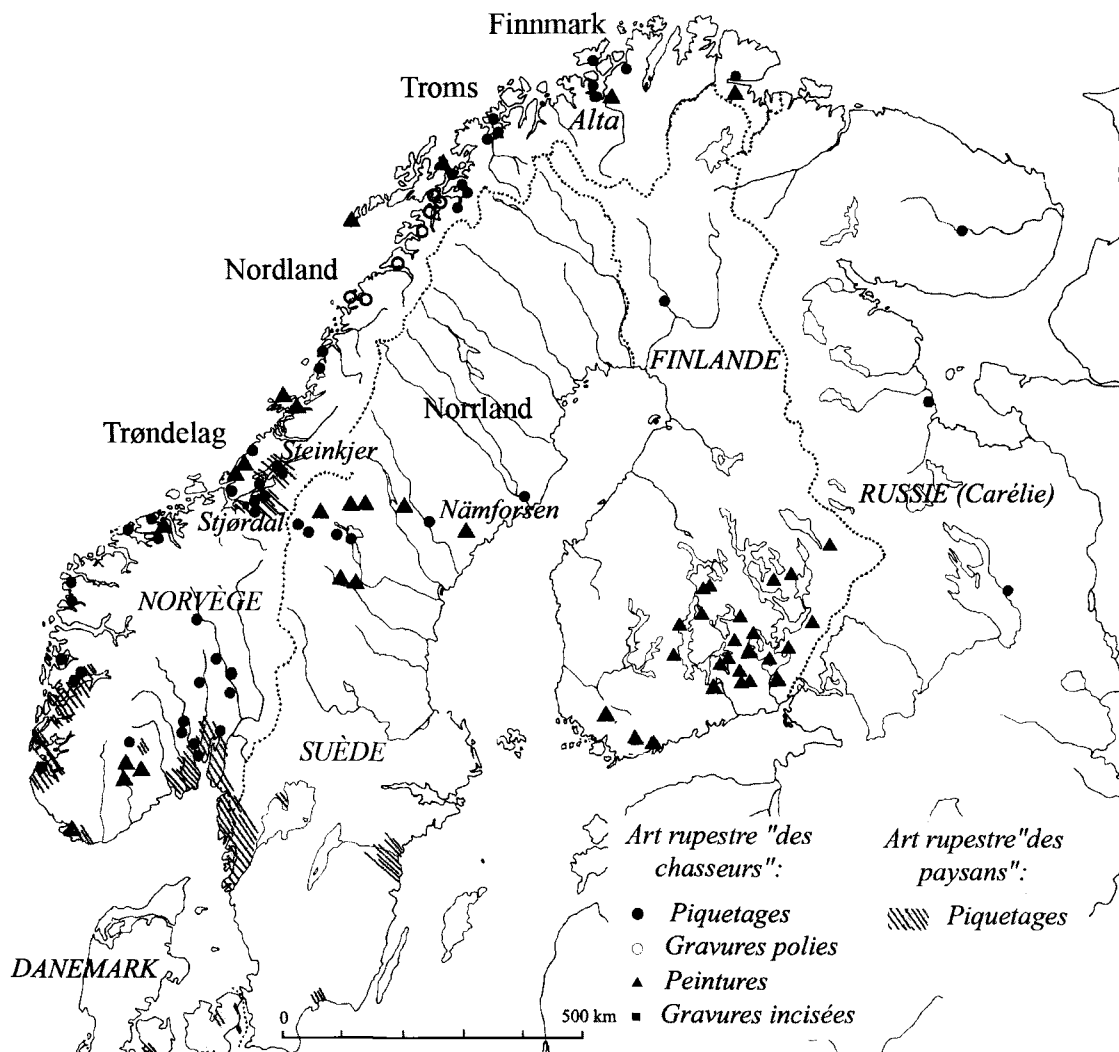 Finnmark
Troms
Alta
Nordland
FINLANDE
Norrland
Trøndelag
Steinkjer
RUSSIE (Carélie)
Nämforsen
Stjørdal
NORVÈGE
SUÈDE
DANEMARK
Art rupestre "des
chasseurs":
Piquetages
Gravures polies
Peintures
Gravures incisées
Art rupestre"des
paysans":
Piquetages
0 500 km